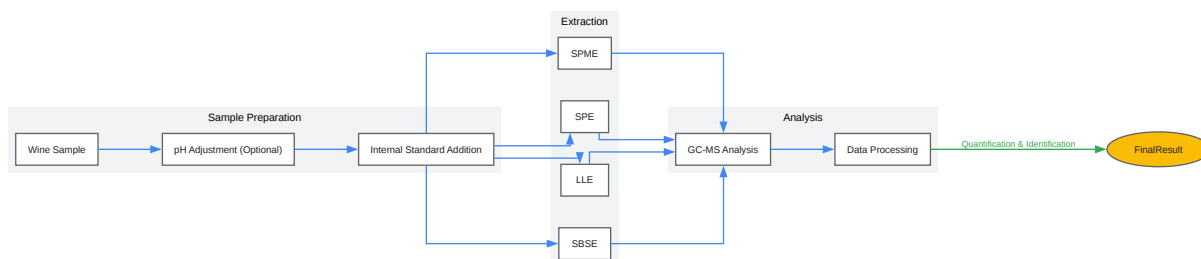 Extraction
SPME
Sample Preparation
SPE
Analysis
Wine Sample
pH Adjustment (Optional)
Internal Standard Addition
GC-MS Analysis
Data Processing
Quantification & Identification
FinalResult
LLE
SBSE